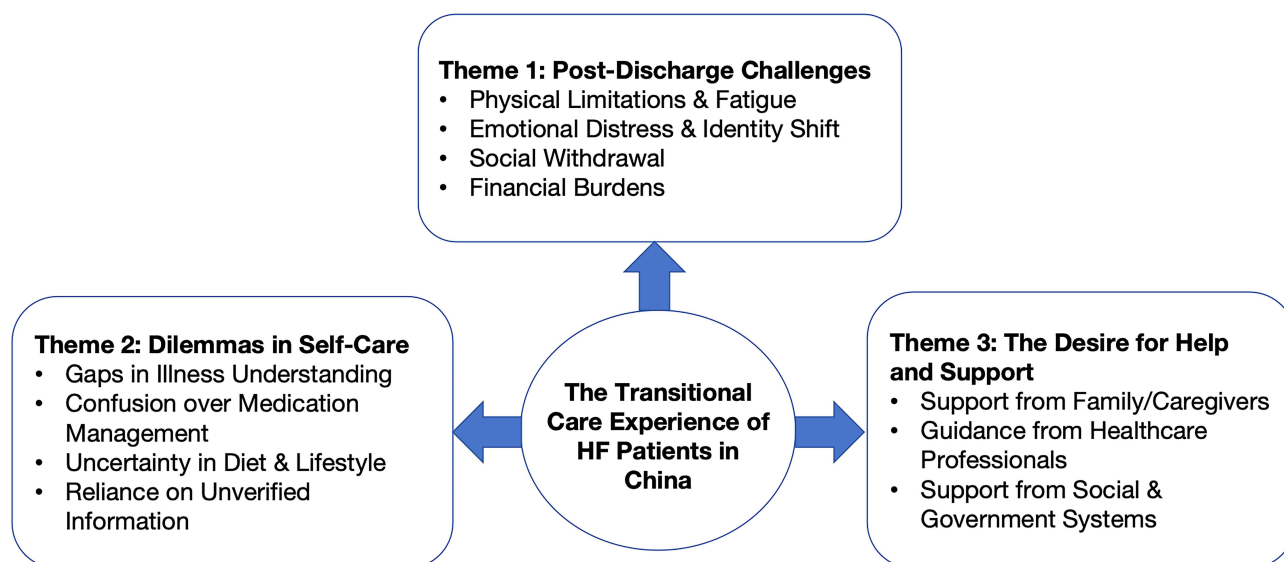 Theme 1: Post-Discharge Challenges
• Physical Limitations & Fatigue
• Emotional Distress & Identity Shift
• Social Withdrawal
• Financial Burdens
Theme 2: Dilemmas in Self-Care
• Gaps in Illness Understanding
• Confusion over Medication
Management
• Uncertainty in Diet & Lifestyle
• Reliance on Unverified
Information
The Transitional
Care Experience of
HF Patients in
China
Theme 3: The Desire for Help
and Support
• Support from Family/Caregivers
• Guidance from Healthcare
Professionals
• Support from Social &
Government Systems